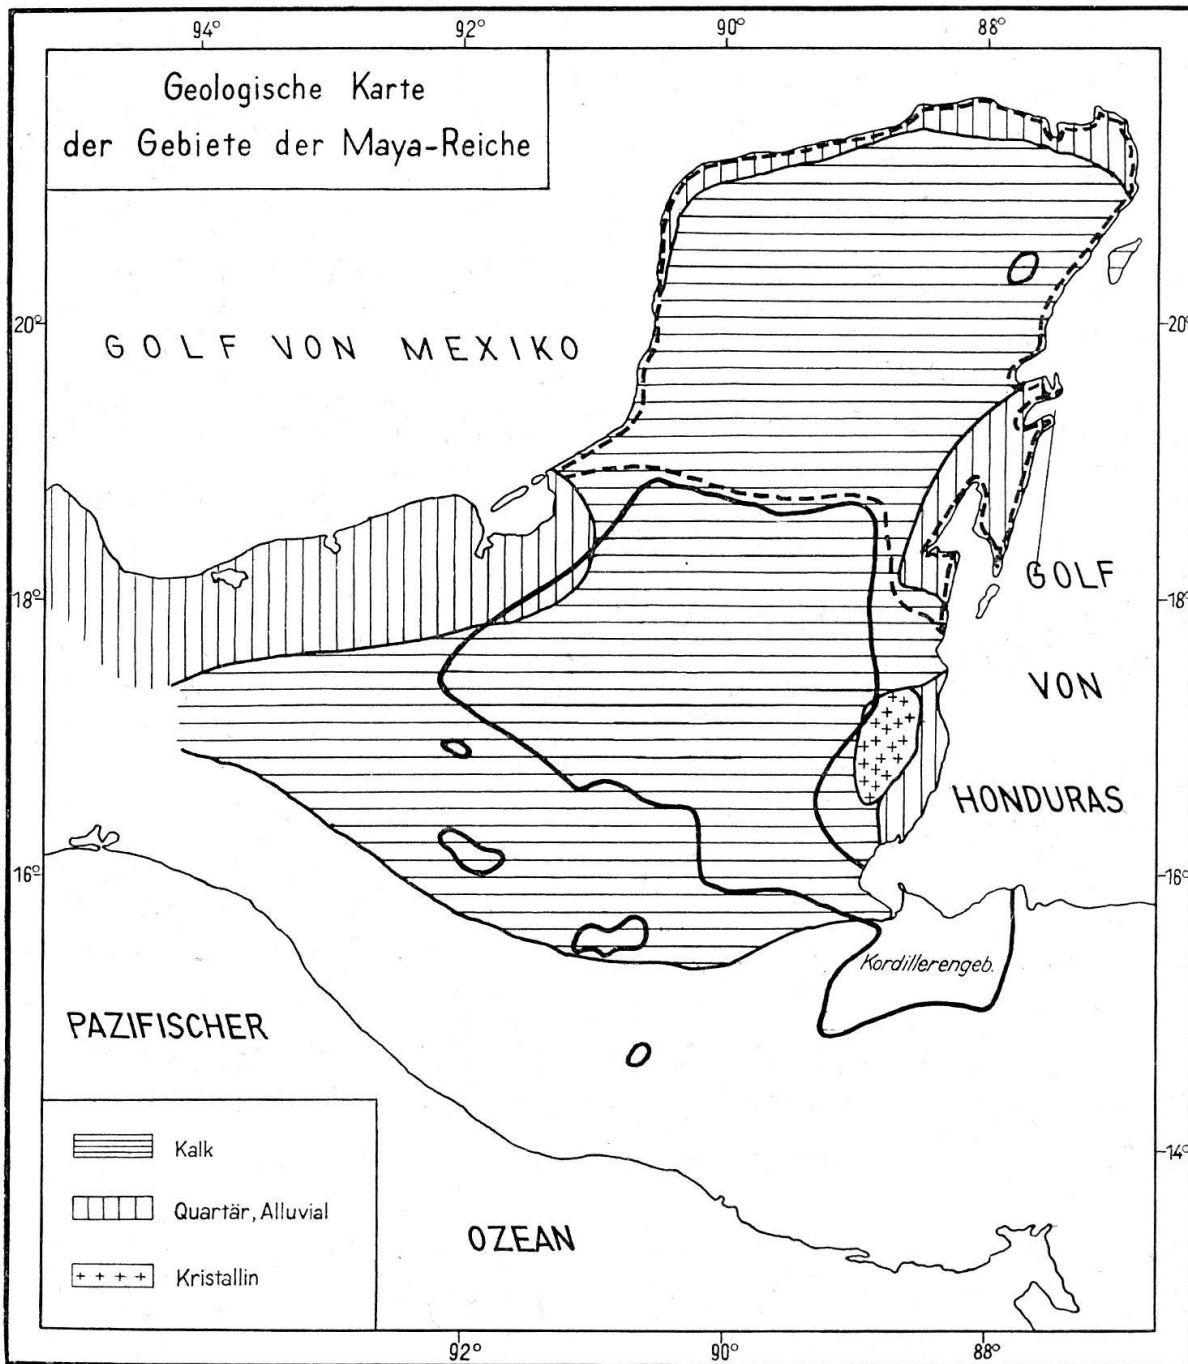 94° 92° 90° 88°
Geologische Karte
der Gebiete der Maya-Reiche
20° 20°
GOLF VON MEXIKO
18° GOLF 18°
VON
HONDURAS
16° 16°
Kordillerengeb.
PAZIFISCHER
14°
Kalk
Quartär, Alluvial
OZEAN
Kristallin
92° 90° 88°